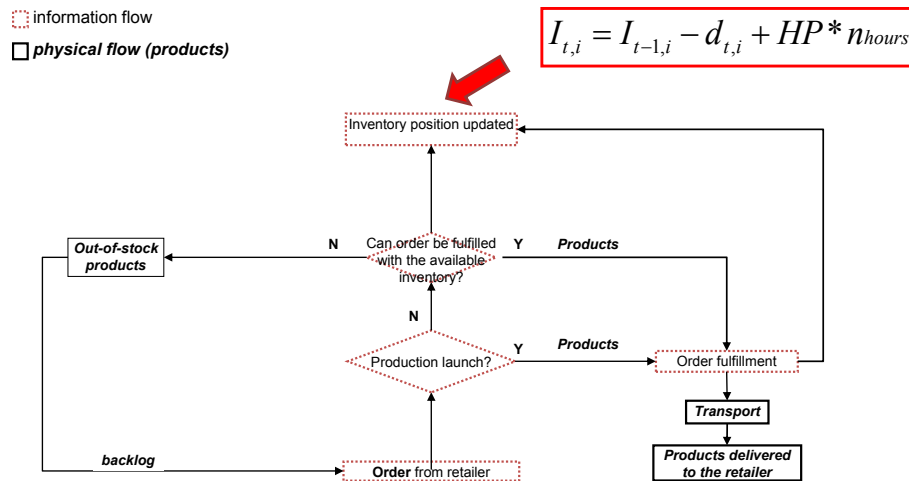 information flow
physical flow (products)
I_{t,i} = I_{t−1,i} − d_{t,i} + HP * n_{hours}
Inventory position updated
Out-of-stock
products
N
Can order be fulfilled
with the available
inventory?
Y
Products
N
Production launch?
Y
Products
Order fulfillment
Transport
Products delivered
to the retailer
backlog
Order from retailer